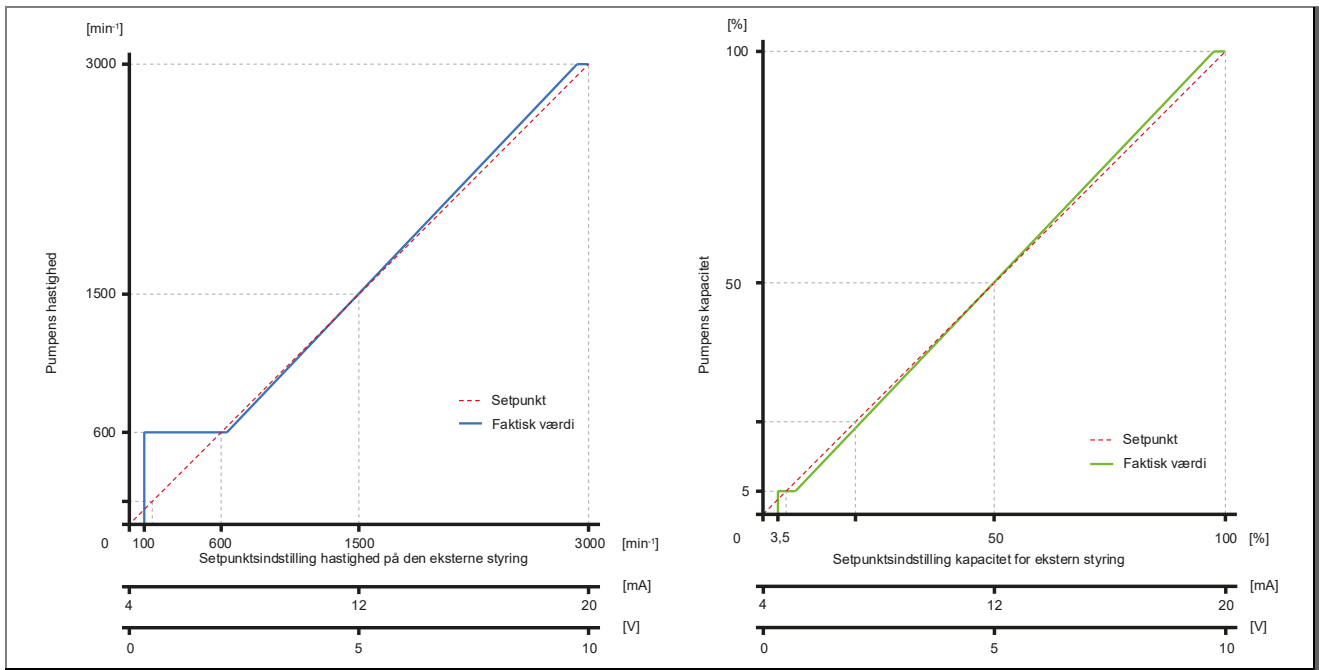 [min-1]
3000
1500
600
Pumpens hastighed
Setpunkt
Faktisk værdi
0 100 600 1500 3000 [min-1]
Setpunktsindstilling hastighed på den eksterne styring
[mA]
4 12 20
[V]
0 5 10
[%]
100
50
5
Pumpens kapacitet
Setpunkt
Faktisk værdi
0 3,5 50 100 [%]
Setpunktsindstilling kapacitet for ekstern styring
[mA]
4 12 20
[V]
0 5 10